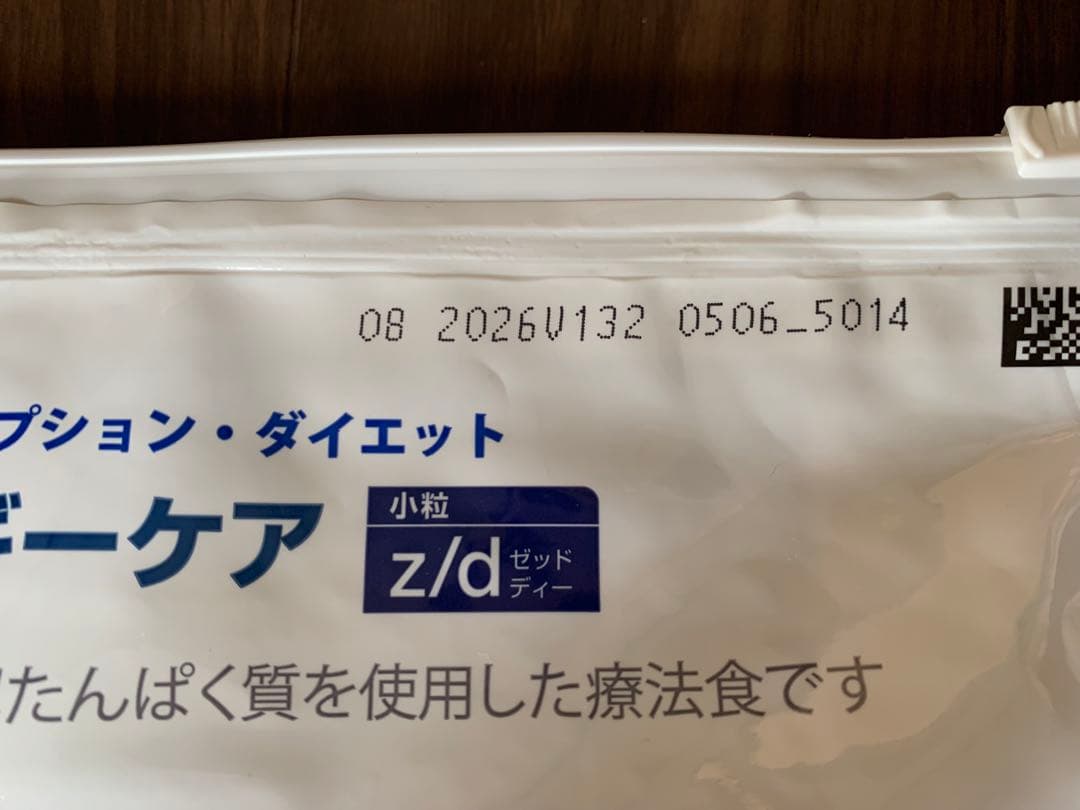 08 2026V132 0506_5014
プション・ダイエット
ーケア
小粒
z/d ゼッド
ディー
たんぱく質を使用した療法食です